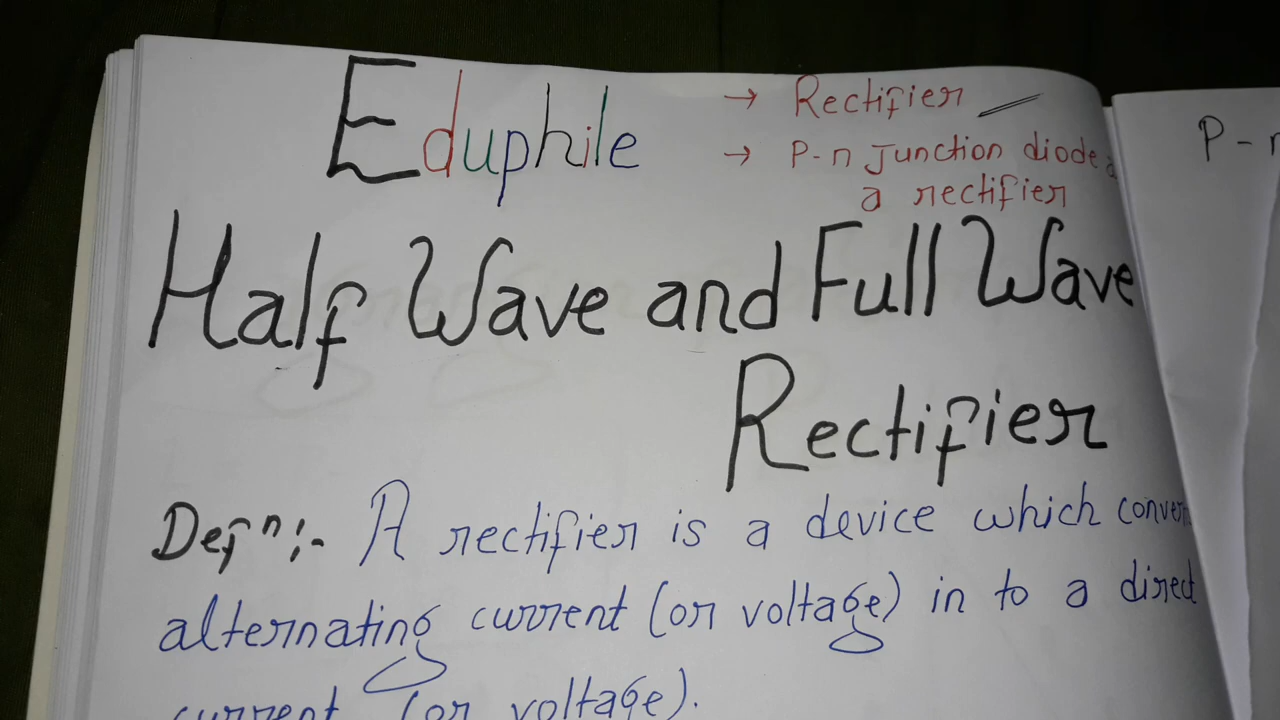 Eduphile
→ Rectifier
→ P-n Junction diode
a rectifier
Half Wave and Full Wave
Rectifier
Defⁿ:- A rectifier is a device which
alternating current (or voltage) in to a direct
current (or voltage).